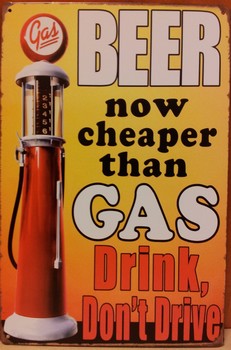 Gas
BEER
now
cheaper
than
GAS
Drink,
Don't Drive